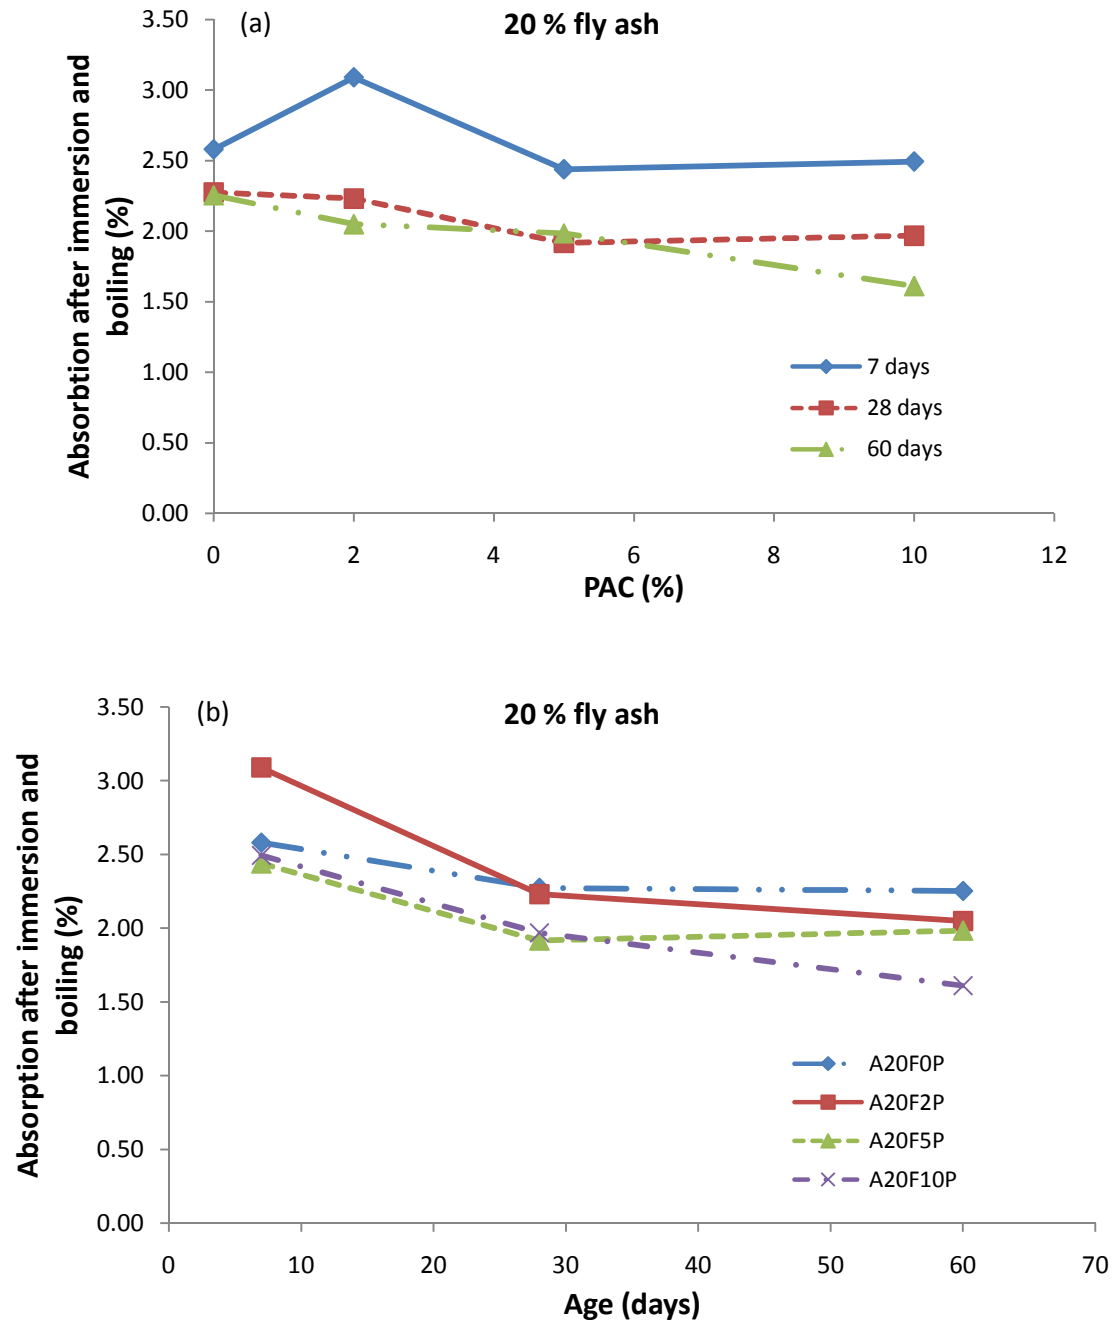 (a)
20 % fly ash
Absorbtion after immersion and
boiling (%)
3.50
3.00
2.50
2.00
1.50
1.00
0.50
0.00
7 days
28 days
60 days
0 2 4 6 8 10 12
PAC (%)
(b)
20 % fly ash
Absorption after immersion and
boiling (%)
3.50
3.00
2.50
2.00
1.50
1.00
0.50
0.00
A20F0P
A20F2P
A20F5P
A20F10P
0 10 20 30 40 50 60 70
Age (days)